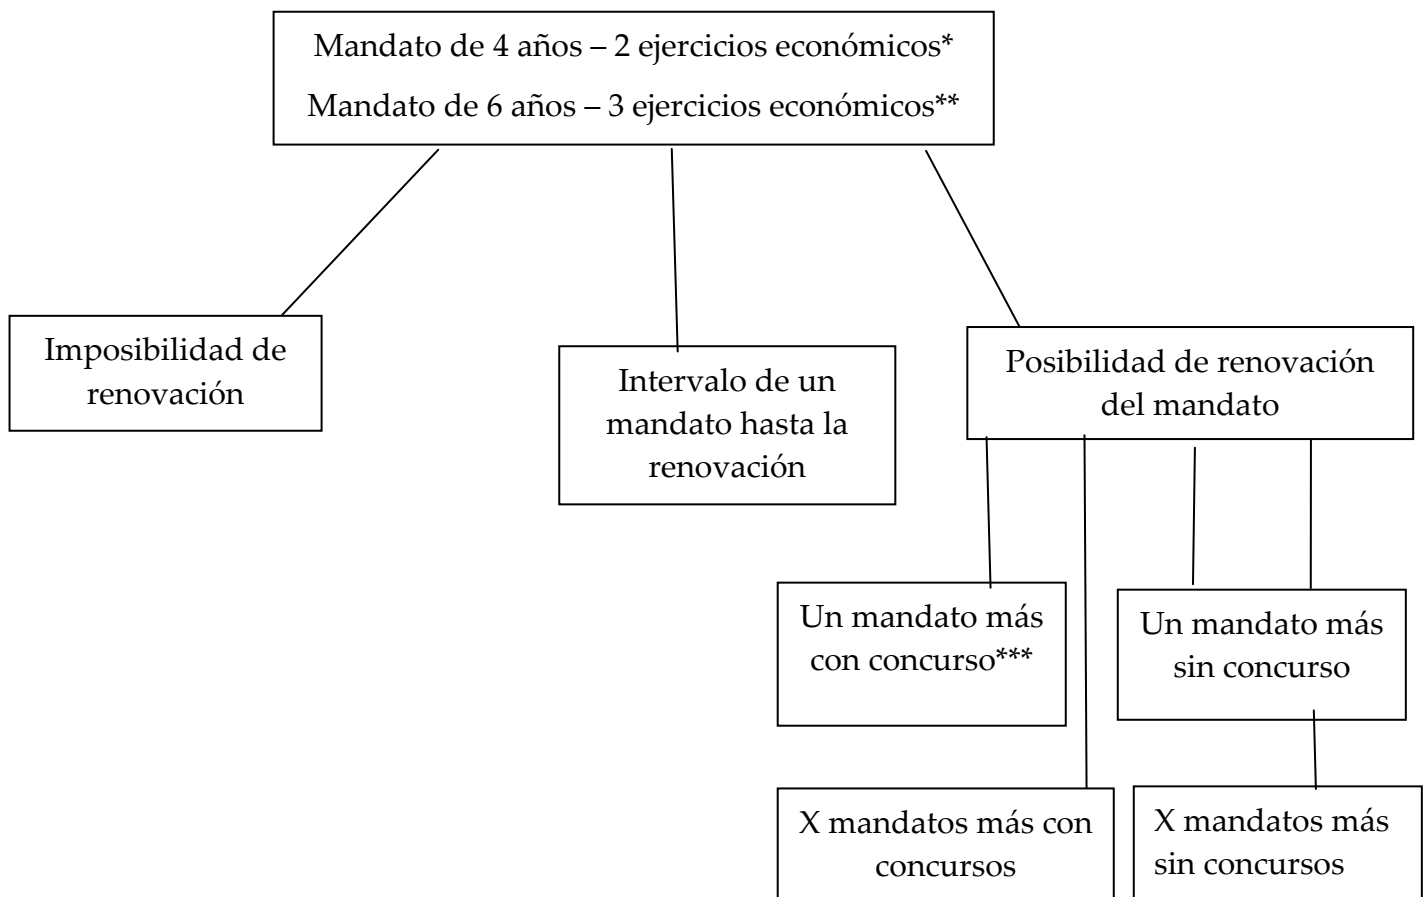 Mandato de 4 años – 2 ejercicios económicos*
Mandato de 6 años – 3 ejercicios económicos**
Imposibilidad de
renovación
Intervalo de un
mandato hasta la
renovación
Posibilidad de renovación
del mandato
Un mandato más
con concurso***
Un mandato más
sin concurso
X mandatos más con
concursos
X mandatos más
sin concursos